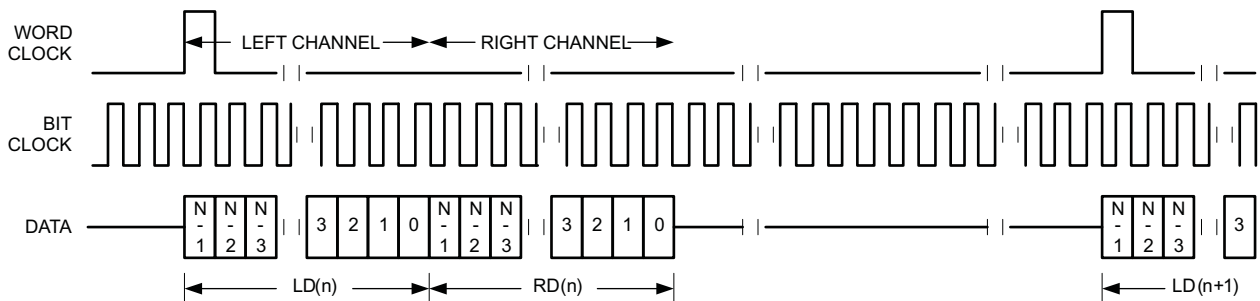 WORD
CLOCK
LEFT CHANNEL
RIGHT CHANNEL
BIT
CLOCK
DATA
N-1
N-2
N-3
3
2
1
0
N-1
N-2
N-3
3
2
1
0
N-1
N-2
N-3
3
LD(n)
RD(n)
LD(n+1)